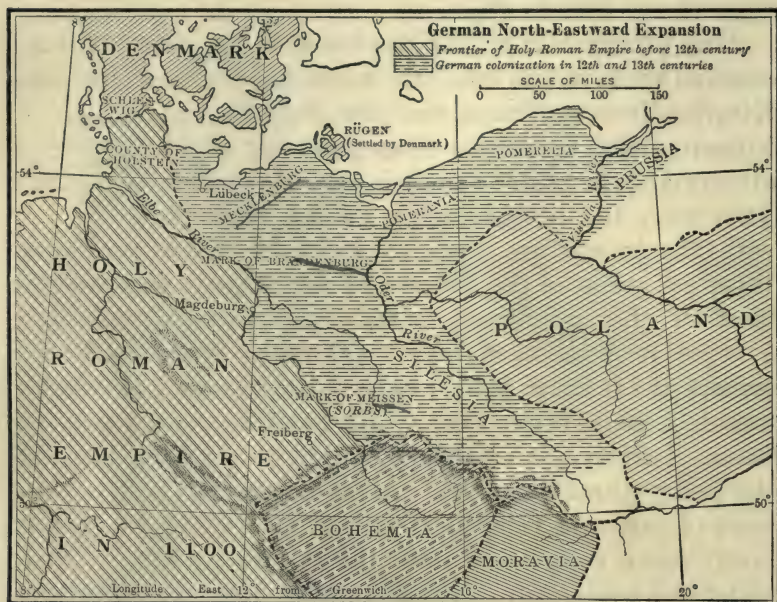 German North-Eastward Expansion
Frontier of Holy Roman Empire before 12th century
German colonization in 12th and 13th centuries
SCALE OF MILES
0 50 100 150
DENMARK
SCHLES
WIG
RÜGEN
(Settled by Denmark)
COUNTY OF
HOLSTEIN
54°
54°
Lübeck
MECKLENBURG
POMERANIA
POMERELIA
PRUSSIA
Vistula River
Elbe River
MARK OF BRANDENBURG
Oder River
HOLY
ROMAN
EMPIRE
IN 1100
Magdeburg
POLAND
SILESIA
MARK OF MEISSEN
(SORBS)
Freiberg
50°
BOHEMIA
MORAVIA
8° Longitude East 12° from Greenwich 16° 20°